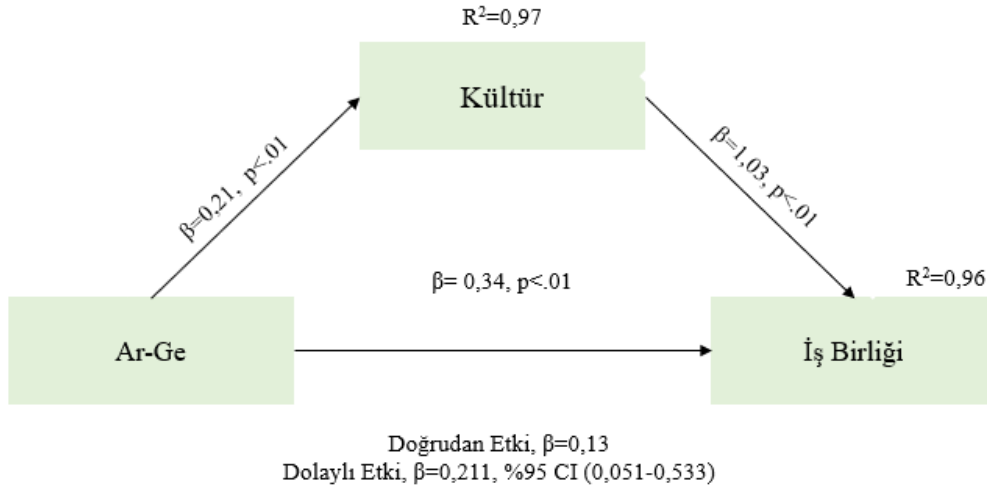 R²=0,97
Kültür
β=0,21, p<.01
β=1,03, p<.01
β= 0,34, p<.01
R²=0,96
Ar-Ge
İş Birliği
Doğrudan Etki, β=0,13
Dolaylı Etki, β=0,211, %95 CI (0,051-0,533)